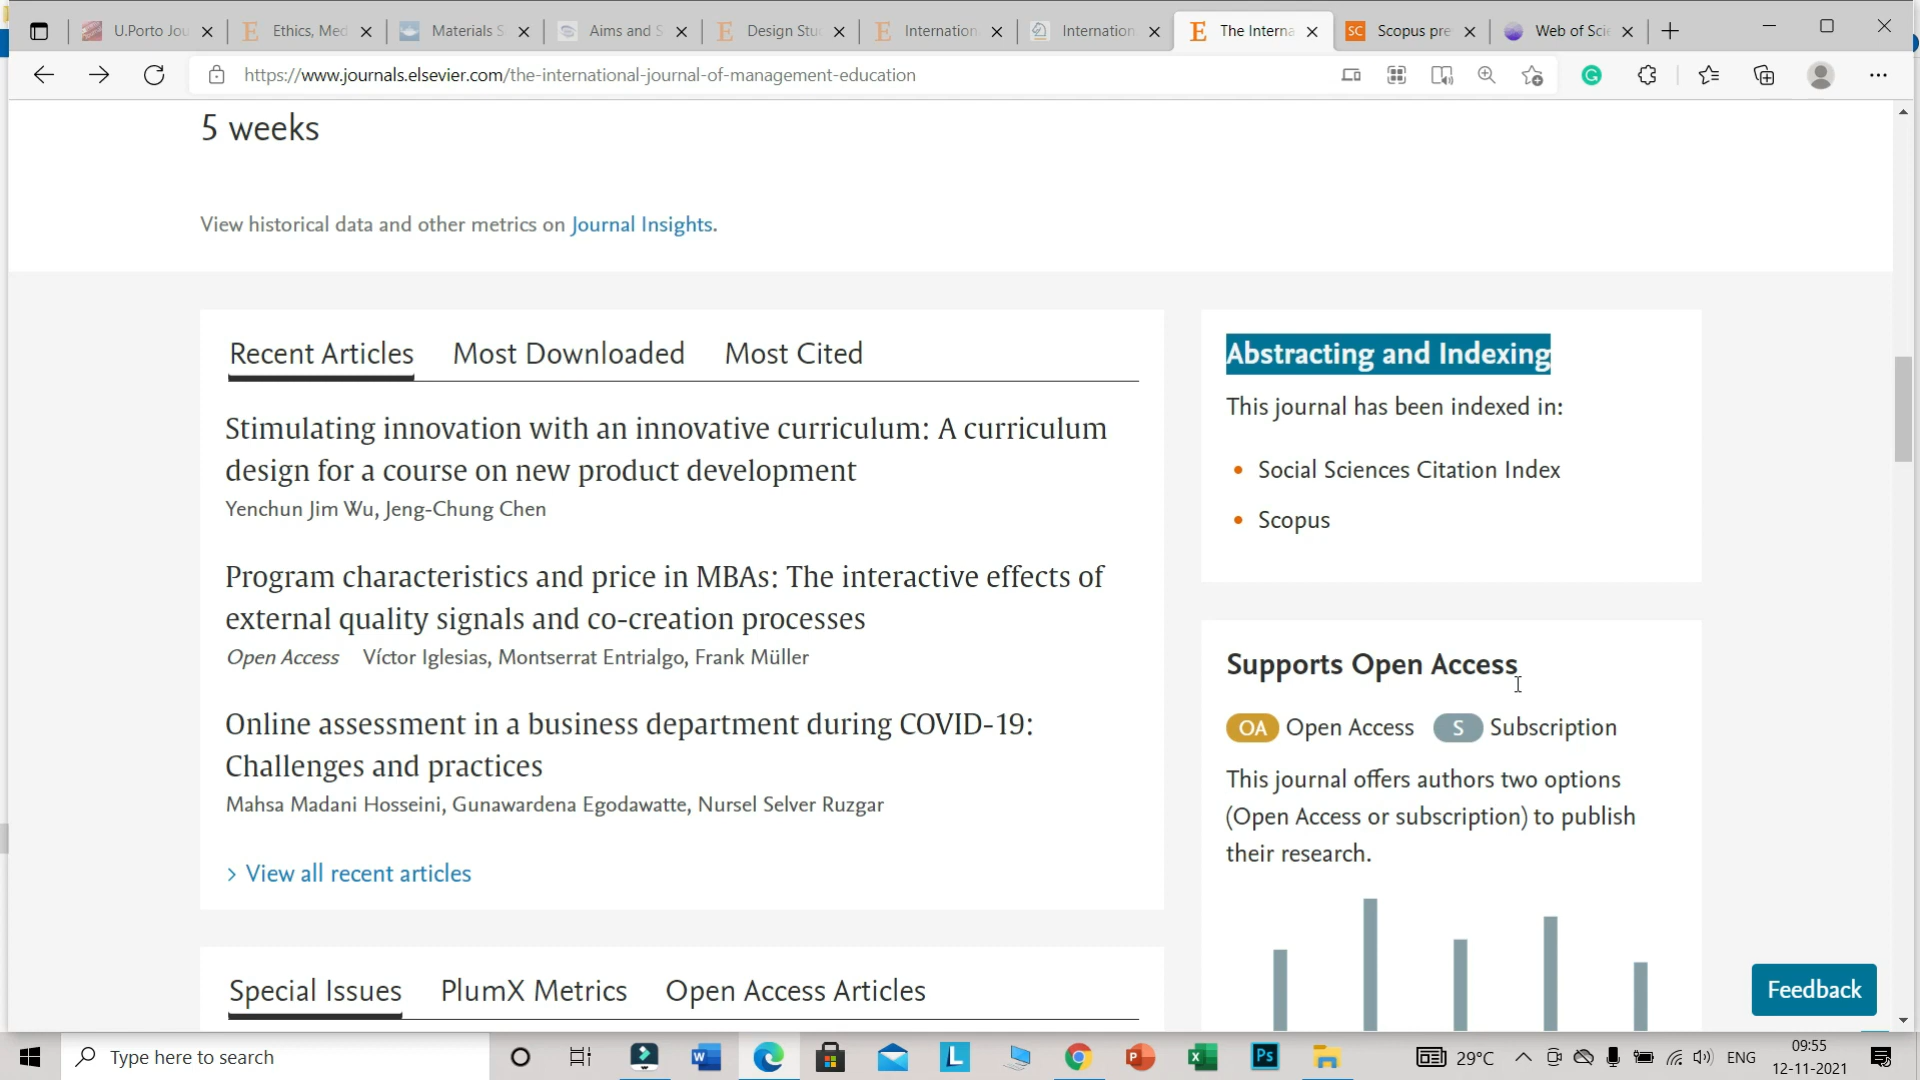 U.Porto Jou
Ethics, Med
Materials S
Aims and S
Design Stu
Internation
Internation
The Interna
SC Scopus pre
Web of Scie
https://www.journals.elsevier.com/the-international-journal-of-management-education
5 weeks
View historical data and other metrics on Journal Insights.
Recent Articles Most Downloaded Most Cited
Stimulating innovation with an innovative curriculum: A curriculum
design for a course on new product development
Yenchun Jim Wu, Jeng-Chung Chen
Program characteristics and price in MBAs: The interactive effects of
external quality signals and co-creation processes
Open Access Víctor Iglesias, Montserrat Entrialgo, Frank Müller
Online assessment in a business department during COVID-19:
Challenges and practices
Mahsa Madani Hosseini, Gunawardena Egodawatte, Nursel Selver Ruzgar
> View all recent articles
Special Issues PlumX Metrics Open Access Articles
Abstracting and Indexing
This journal has been indexed in:
• Social Sciences Citation Index
• Scopus
Supports Open Access
OA Open Access S Subscription
This journal offers authors two options
(Open Access or subscription) to publish
their research.
Feedback
Type here to search
29°C
ENG
09:55
12-11-2021